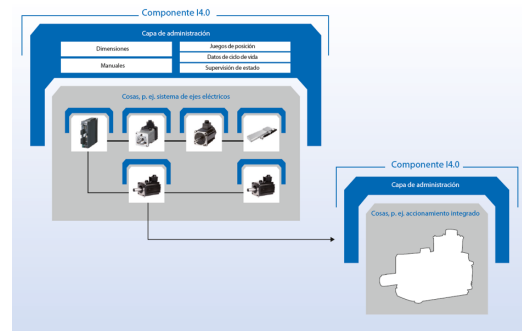 Componente I4.0
Capa de administración
Dimensiones
Manuales
Juegos de posición
Datos de ciclo de vida
Supervisión de estado
Cosas, p. ej. sistema de ejes eléctricos
Componente I4.0
Capa de administración
Cosas, p. ej. accionamiento integrado